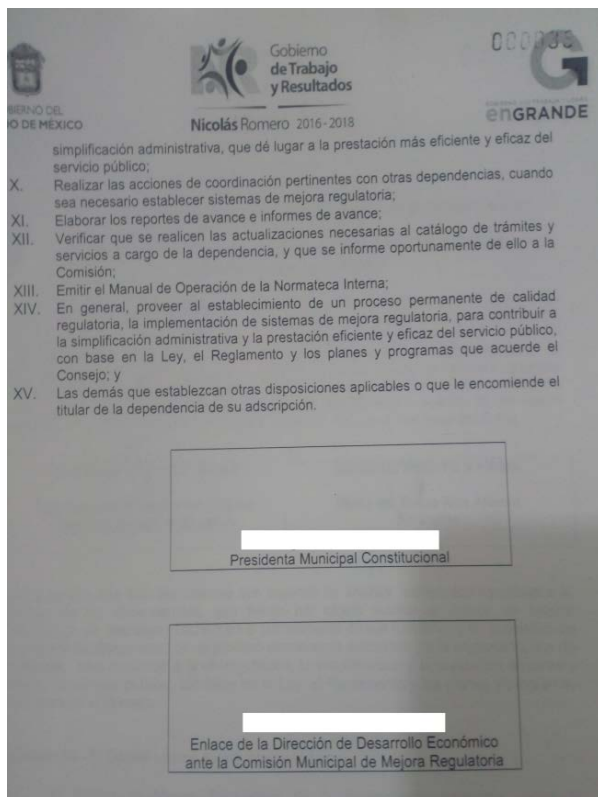 000035
Gobierno
de Trabajo
y Resultados
Nicolás Romero 2016-2018
GOBIERNO DEL
DO DE MÉXICO
enGRANDE
simplificación administrativa, que dé lugar a la prestación más eficiente y eficaz del
servicio público;
X. Realizar las acciones de coordinación pertinentes con otras dependencias, cuando
sea necesario establecer sistemas de mejora regulatoria;
XI. Elaborar los reportes de avance e informes de avance;
XII. Verificar que se realicen las actualizaciones necesarias al catálogo de trámites y
servicios a cargo de la dependencia, y que se informe oportunamente de ello a la
Comisión;
XIII. Emitir el Manual de Operación de la Normateca Interna;
XIV. En general, proveer al establecimiento de un proceso permanente de calidad
regulatoria, la implementación de sistemas de mejora regulatoria, para contribuir a
la simplificación administrativa y la prestación eficiente y eficaz del servicio público,
con base en la Ley, el Reglamento y los planes y programas que acuerde el
Consejo; y
XV. Las demás que establezcan otras disposiciones aplicables o que le encomiende el
titular de la dependencia de su adscripción.
Presidenta Municipal Constitucional
Enlace de la Dirección de Desarrollo Económico
ante la Comisión Municipal de Mejora Regulatoria